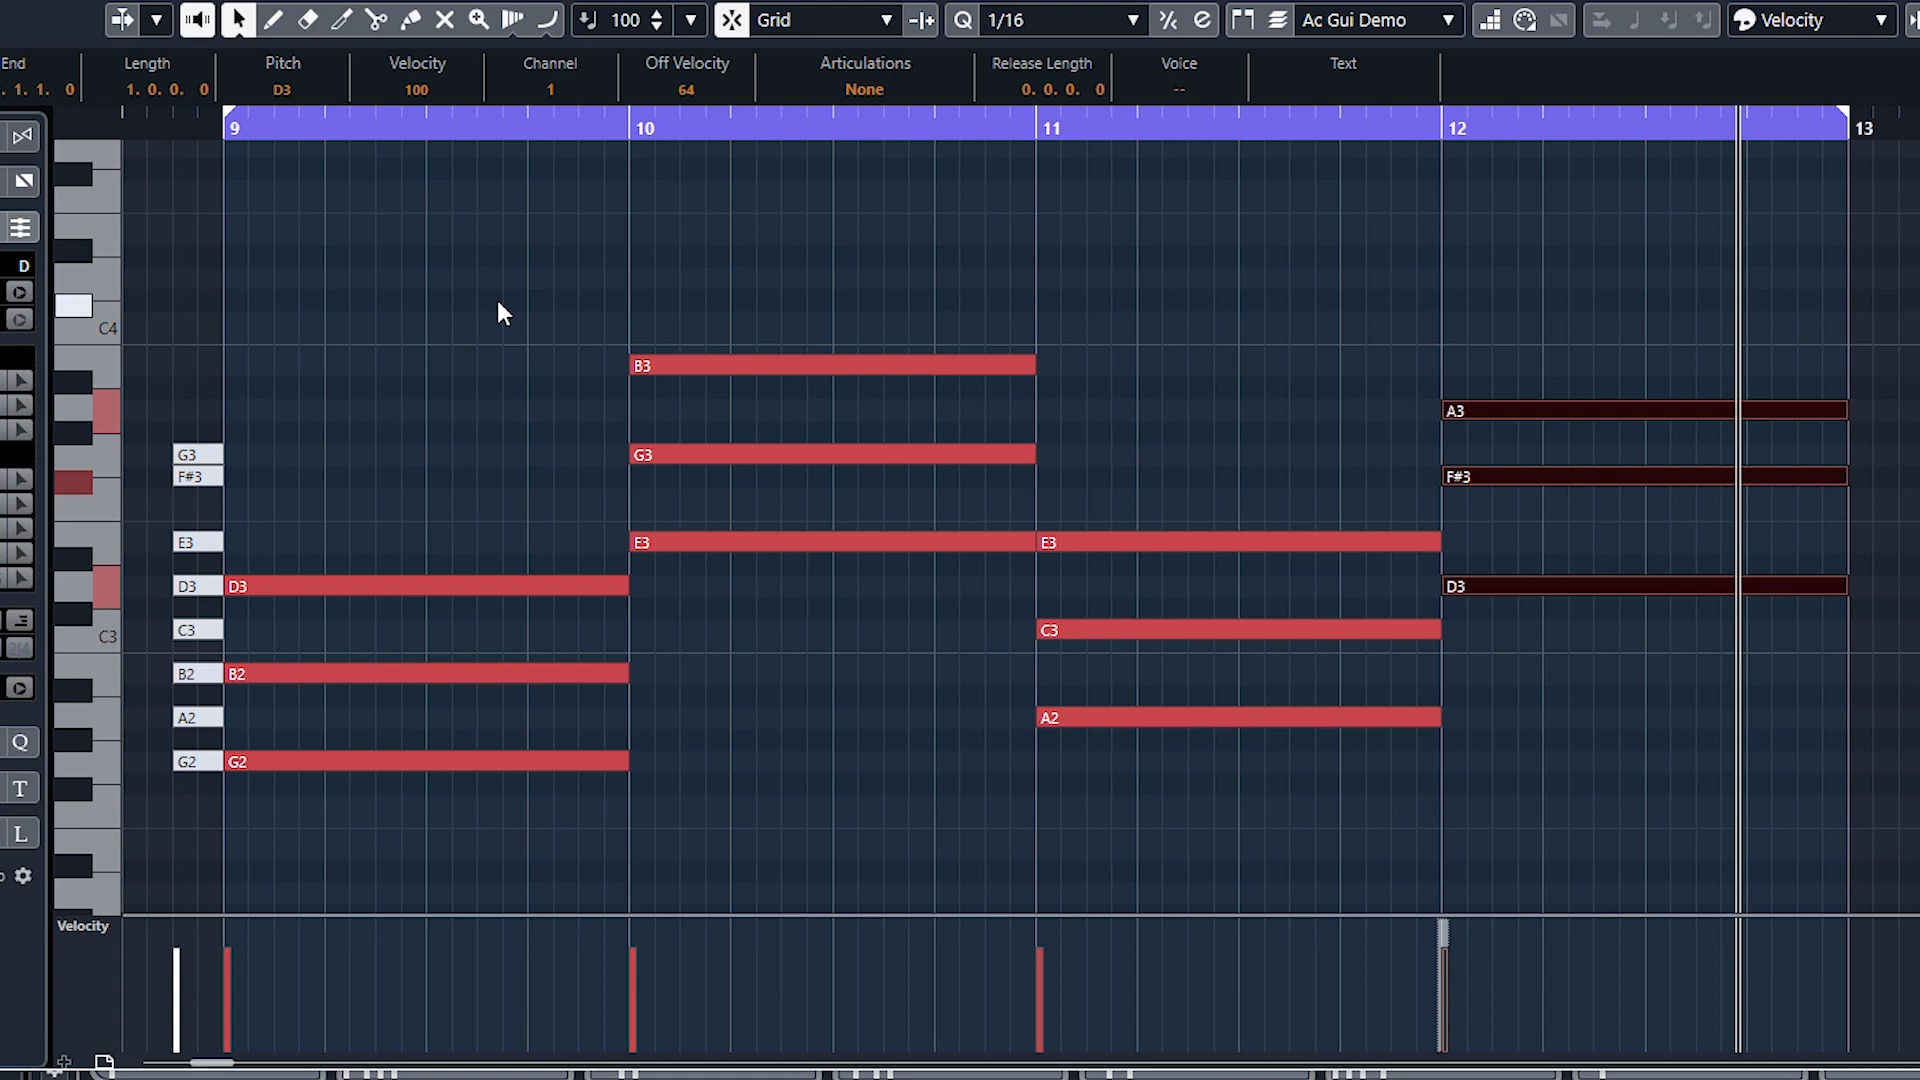 100 Grid 1/16 Ac Gui Demo Velocity
End Length Pitch Velocity Channel Off Velocity Articulations Release Length Voice Text
. 1. 1. 0 1. 0. 0. 0 D3 100 1 64 None 0. 0. 0. 0 --
9 10 11 12 13
D
C4
B3
A3
G3 G3
F#3 F#3
E3 E3 E3
D3 D3 D3
C3 C3 C3
B2 B2
A2 A2
G2 G2
Q
T
L
Velocity